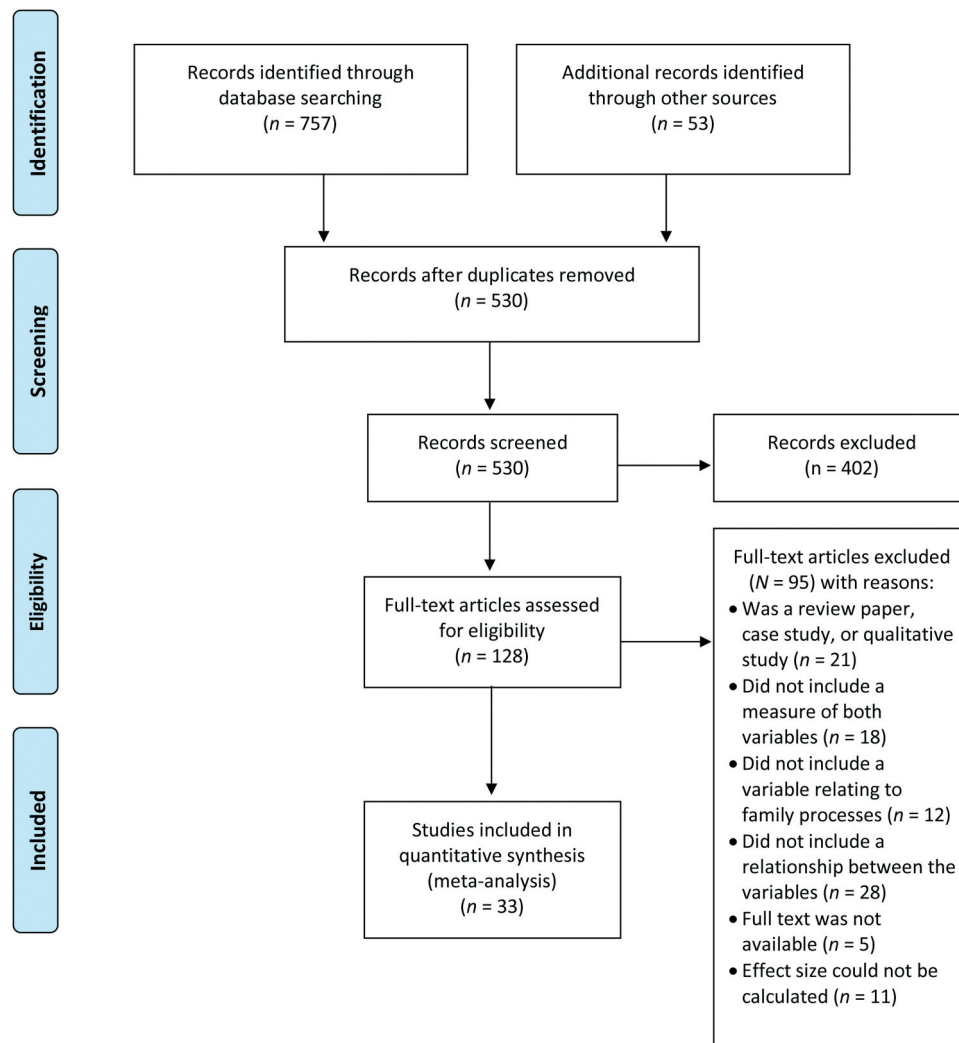 Identification
Records identified through
database searching
(n = 757)
Additional records identified
through other sources
(n = 53)
Screening
Records after duplicates removed
(n = 530)
Records screened
(n = 530)
Records excluded
(n = 402)
Eligibility
Full-text articles assessed
for eligibility
(n = 128)
Full-text articles excluded
(N = 95) with reasons:
• Was a review paper,
case study, or qualitative
study (n = 21)
• Did not include a
measure of both
variables (n = 18)
• Did not include a
variable relating to
family processes (n = 12)
• Did not include a
relationship between the
variables (n = 28)
• Full text was not
available (n = 5)
• Effect size could not be
calculated (n = 11)
Included
Studies included in
quantitative synthesis
(meta-analysis)
(n = 33)